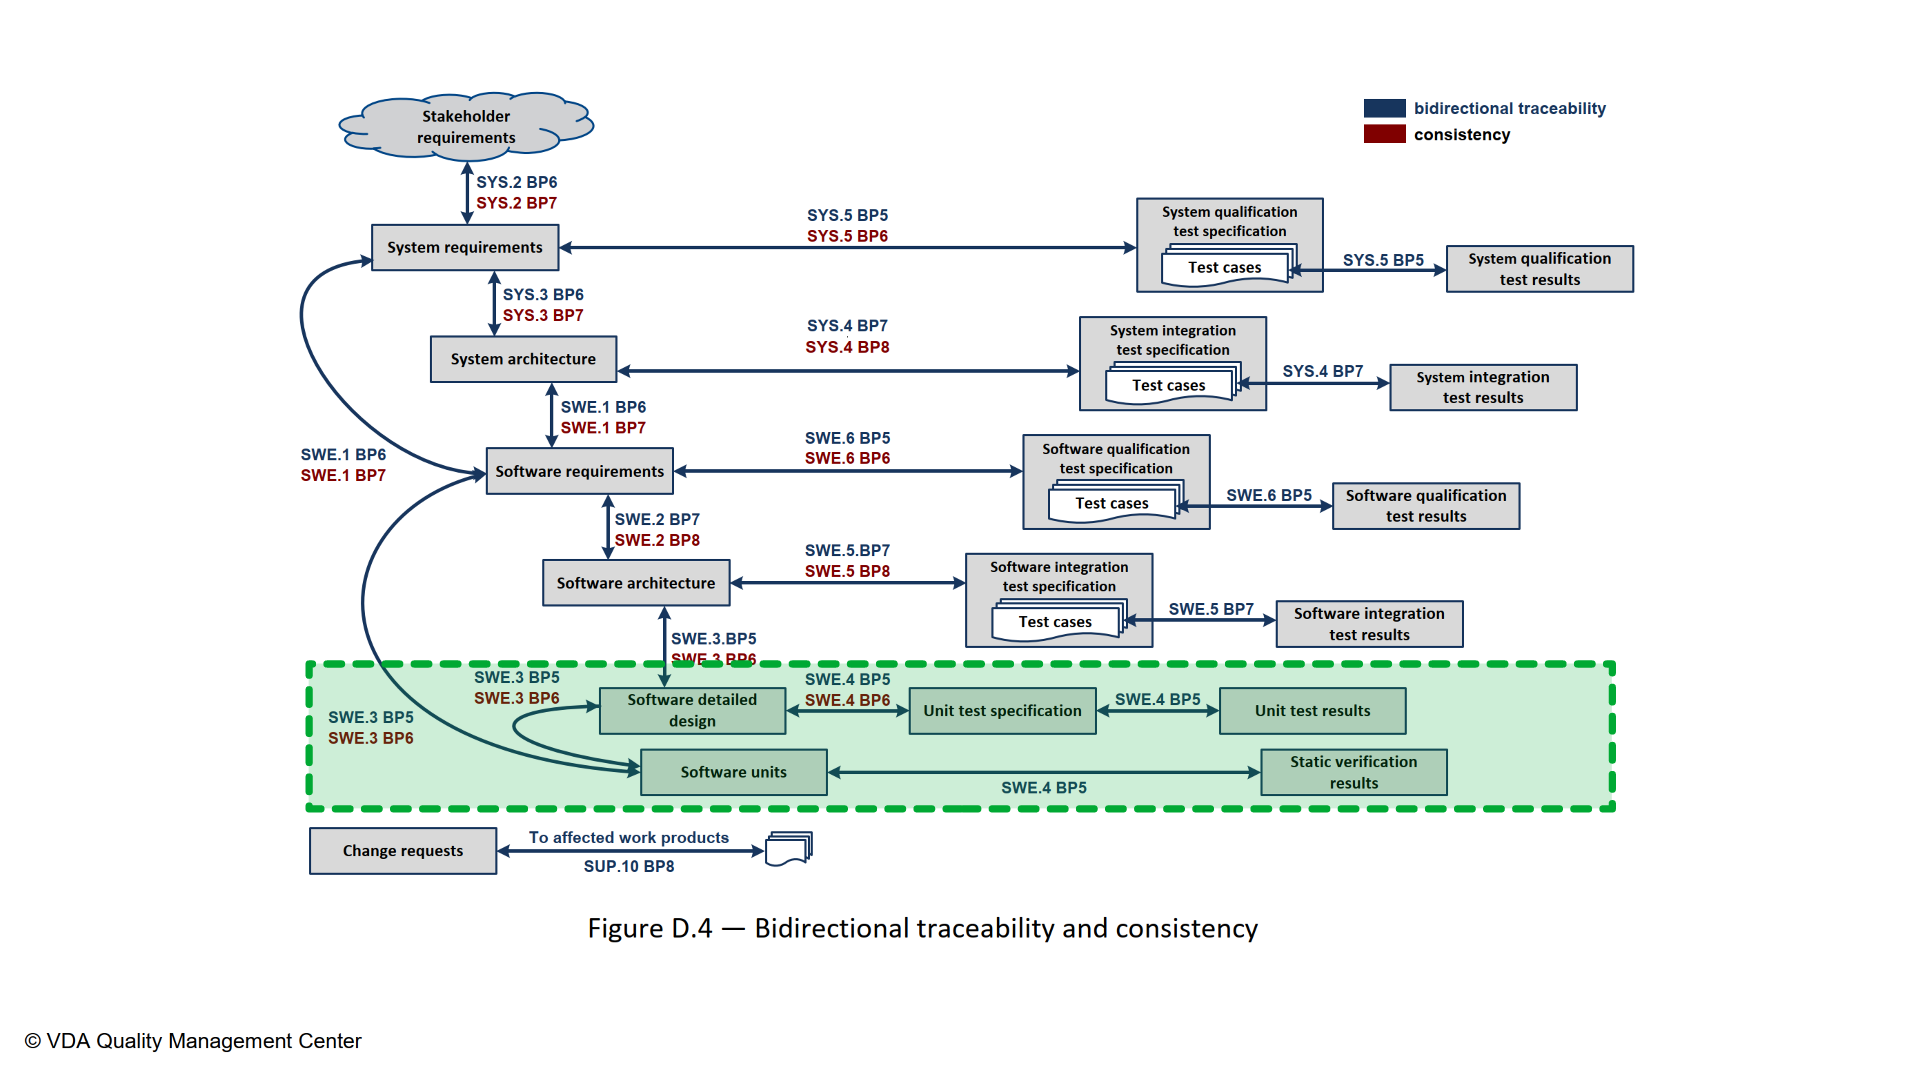 Stakeholder
requirements
bidirectional traceability
consistency
SYS.2 BP6
SYS.2 BP7
System requirements
SYS.5 BP5
SYS.5 BP6
System qualification
test specification
Test cases
SYS.5 BP5
System qualification
test results
SYS.3 BP6
SYS.3 BP7
System architecture
SYS.4 BP7
SYS.4 BP8
System integration
test specification
Test cases
SYS.4 BP7
System integration
test results
SWE.1 BP6
SWE.1 BP7
SWE.1 BP6
SWE.1 BP7
Software requirements
SWE.6 BP5
SWE.6 BP6
Software qualification
test specification
Test cases
SWE.6 BP5
Software qualification
test results
SWE.2 BP7
SWE.2 BP8
Software architecture
SWE.5.BP7
SWE.5 BP8
Software integration
test specification
Test cases
SWE.5 BP7
Software integration
test results
SWE.3.BP5
SWE.3 BP6
SWE.3 BP5
SWE.3 BP6
Software detailed
design
SWE.4 BP5
SWE.4 BP6
Unit test specification
SWE.4 BP5
Unit test results
SWE.3 BP5
SWE.3 BP6
Software units
SWE.4 BP5
Static verification
results
Change requests
To affected work products
SUP.10 BP8
Figure D.4 — Bidirectional traceability and consistency
© VDA Quality Management Center